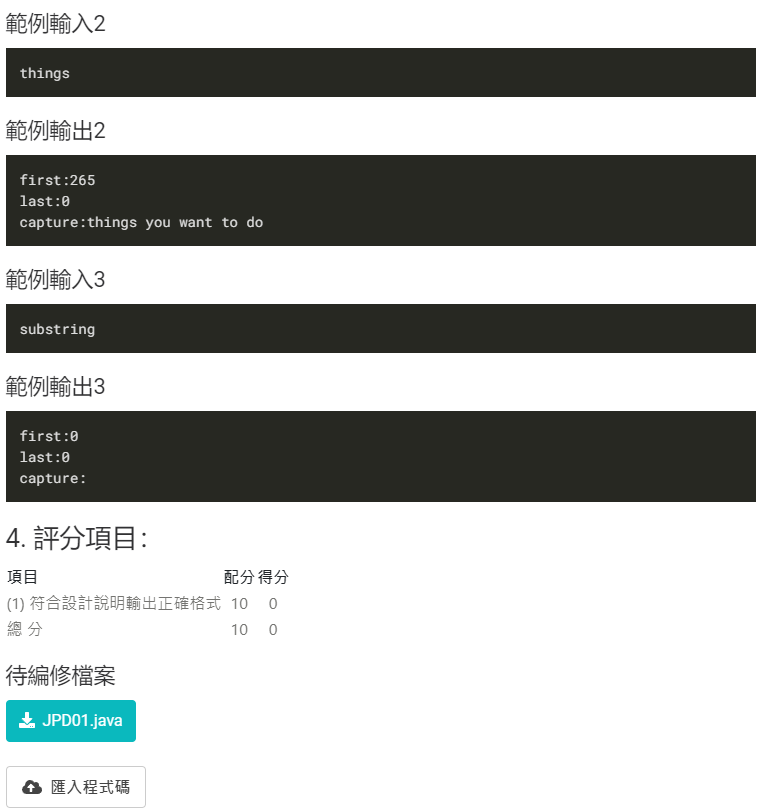 範例輸入2
things
範例輸出2
first:265
last:0
capture:things you want to do
範例輸入3
substring
範例輸出3
first:0
last:0
capture:
4. 評分項目：
項目 配分 得分
(1) 符合設計說明輸出正確格式 10 0
總 分 10 0
待編修檔案
JPD01.java
匯入程式碼